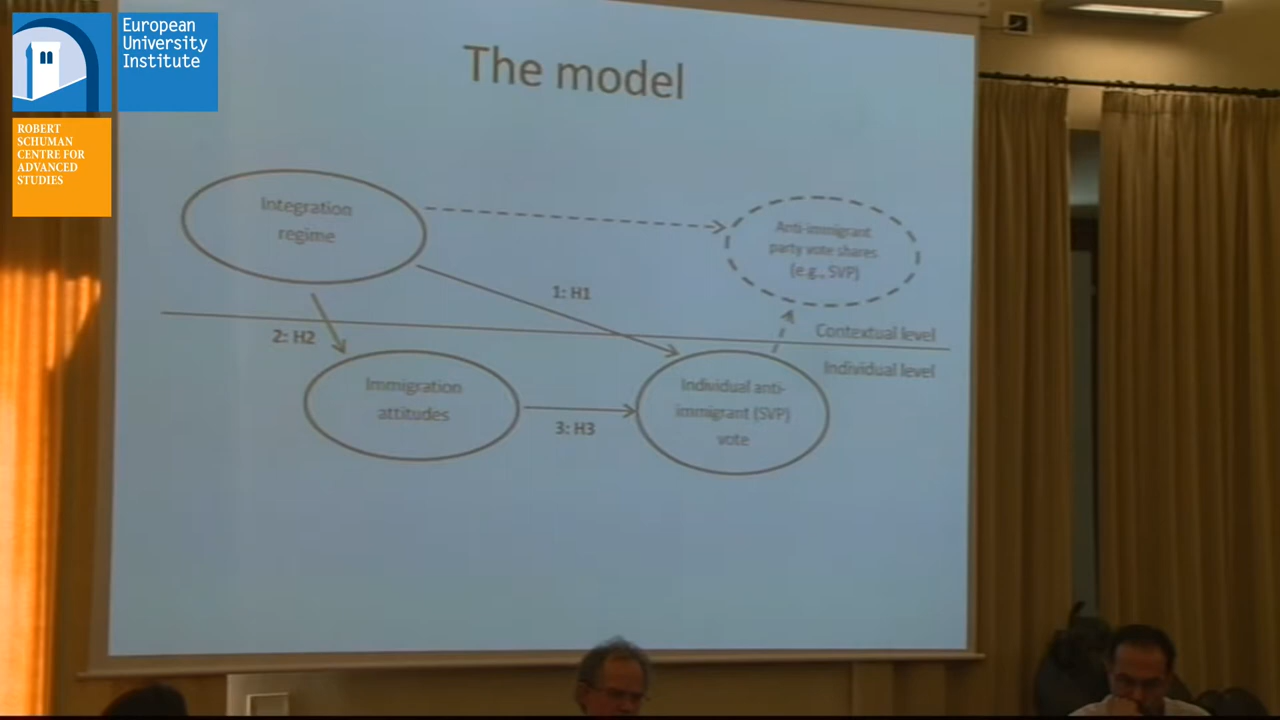 European
University
Institute
ROBERT
SCHUMAN
CENTRE FOR
ADVANCED
STUDIES
The model
Integration
regime
Anti-immigrant
party vote shares
(e.g., SVP)
1: H1
Contextual level
2: H2
Individual level
Immigration
attitudes
3: H3
Individual anti-
immigrant (SVP)
vote